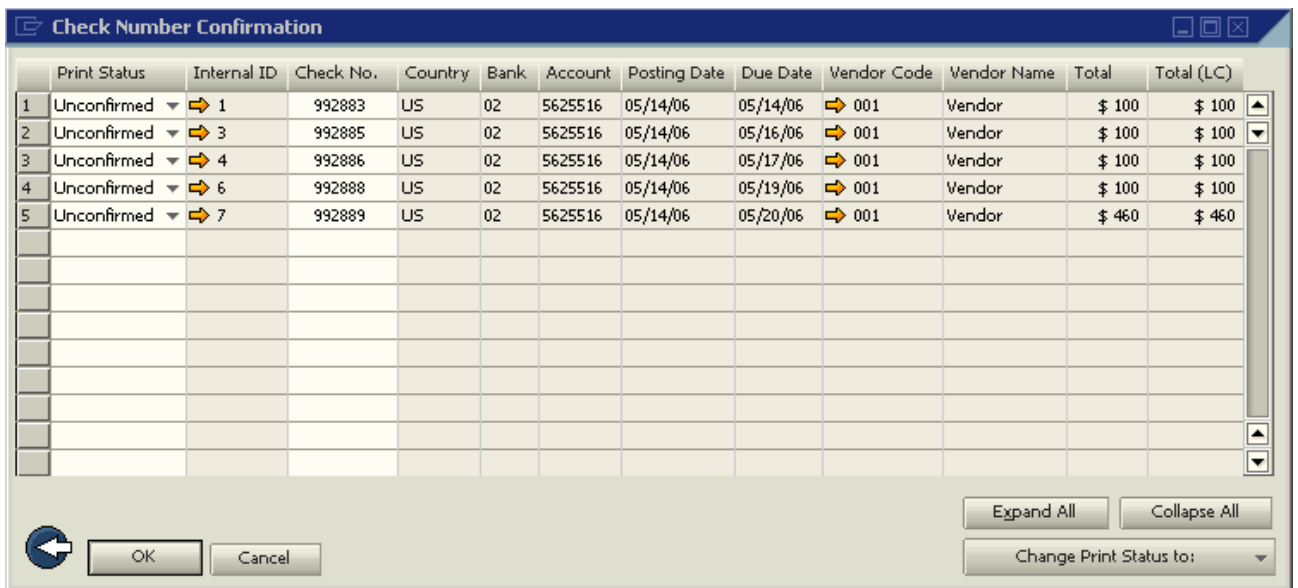 Check Number Confirmation
Print Status Internal ID Check No. Country Bank Account Posting Date Due Date Vendor Code Vendor Name Total Total (LC)
1 Unconfirmed 1 992883 US 02 5625516 05/14/06 05/14/06 001 Vendor $ 100 $ 100
2 Unconfirmed 3 992885 US 02 5625516 05/14/06 05/16/06 001 Vendor $ 100 $ 100
3 Unconfirmed 4 992886 US 02 5625516 05/14/06 05/17/06 001 Vendor $ 100 $ 100
4 Unconfirmed 6 992888 US 02 5625516 05/14/06 05/19/06 001 Vendor $ 100 $ 100
5 Unconfirmed 7 992889 US 02 5625516 05/14/06 05/20/06 001 Vendor $ 460 $ 460
Expand All Collapse All
OK Cancel Change Print Status to: